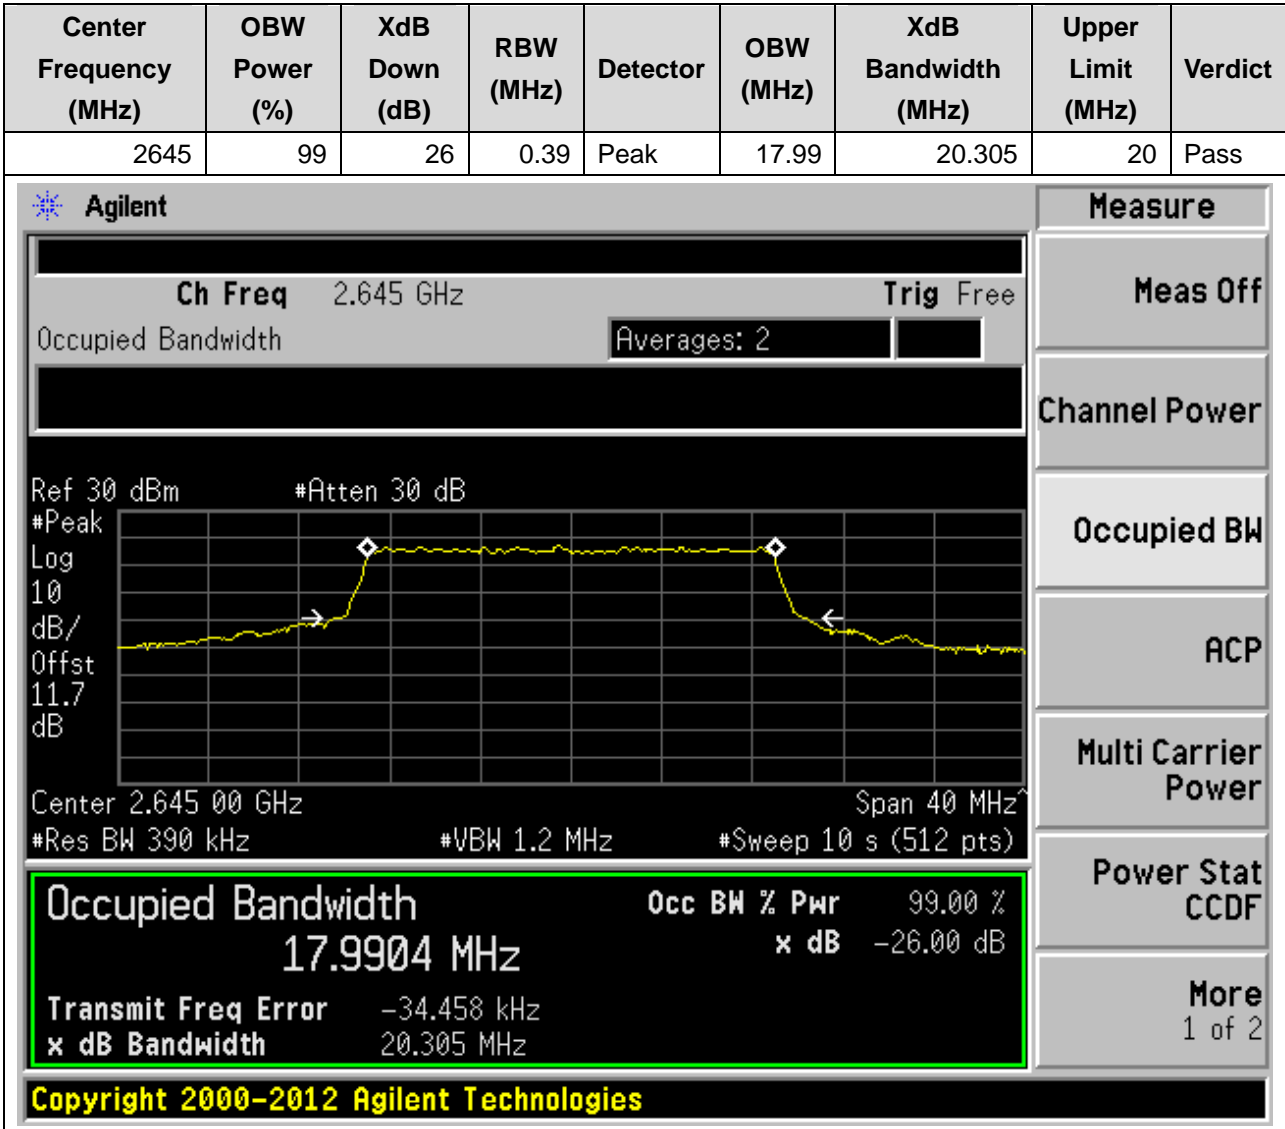 Center Frequency (MHz) OBW Power (%) XdB Down (dB) RBW (MHz) Detector OBW (MHz) XdB Bandwidth (MHz) Upper Limit (MHz) Verdict
2645 99 26 0.39 Peak 17.99 20.305 20 Pass
Agilent
Measure
Ch Freq 2.645 GHz Trig Free
Meas Off
Occupied Bandwidth Averages: 2
Channel Power
Ref 30 dBm #Atten 30 dB
#Peak
Log
10
dB/
Offst
11.7
dB
Occupied BW
ACP
Multi Carrier
Power
Center 2.645 00 GHz Span 40 MHz^
#Res BW 390 kHz #VBW 1.2 MHz #Sweep 10 s (512 pts)
Power Stat
CCDF
Occupied Bandwidth Occ BW % Pwr 99.00 %
17.9904 MHz x dB -26.00 dB
Transmit Freq Error -34.458 kHz
x dB Bandwidth 20.305 MHz
More
1 of 2
Copyright 2000-2012 Agilent Technologies